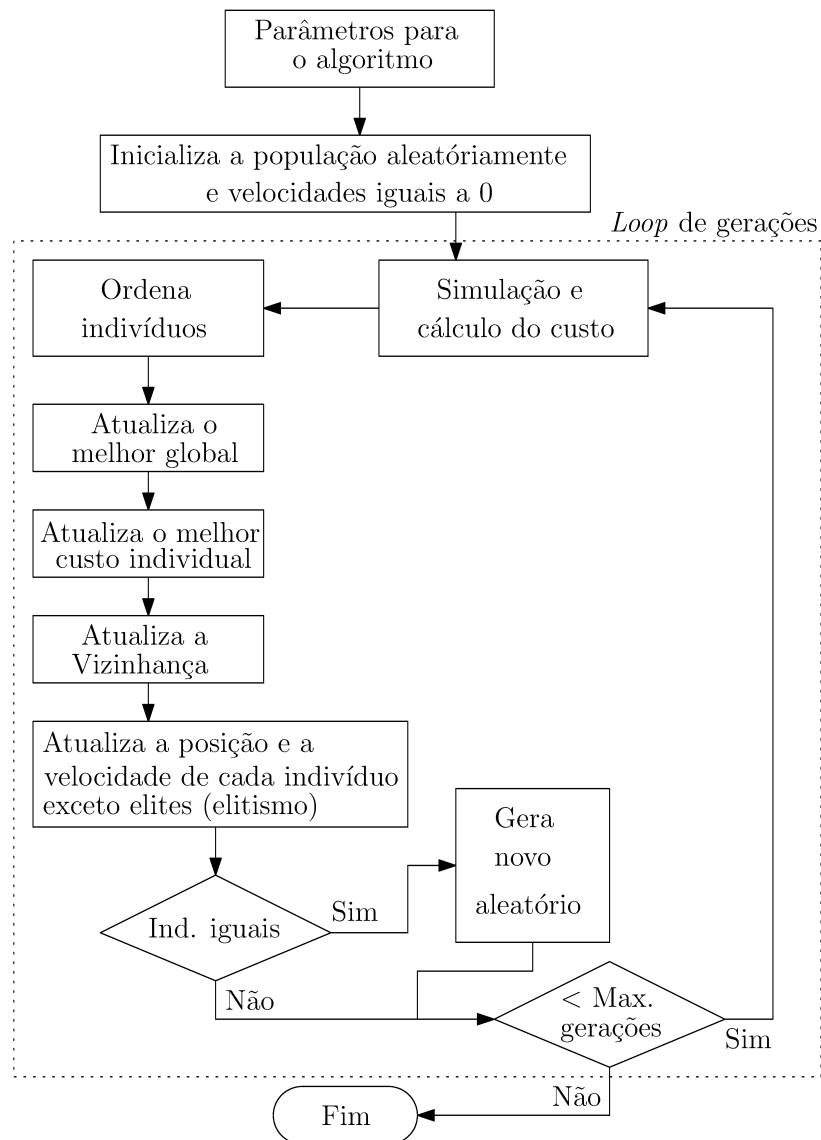 Parâmetros para
o algoritmo
Inicializa a população aleatóriamente
e velocidades iguais a 0
Loop de gerações
Ordena
indivíduos
Simulação e
cálculo do custo
Atualiza o
melhor global
Atualiza o melhor
custo individual
Atualiza a
Vizinhança
Atualiza a posição e a
velocidade de cada indivíduo
exceto elites (elitismo)
Gera
novo
aleatório
Ind. iguais
Sim
Não
< Max.
gerações
Sim
Não
Fim